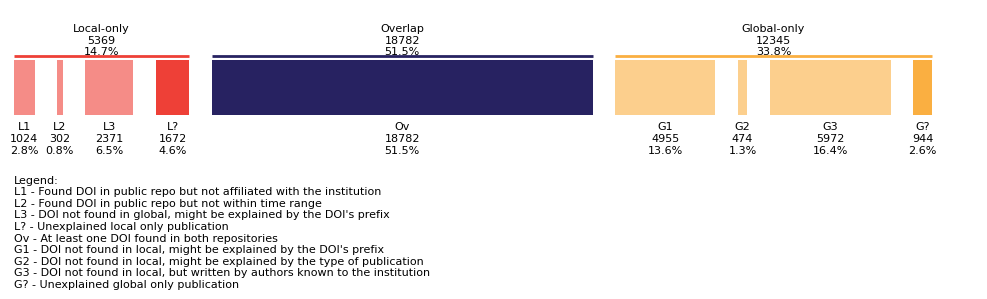 Local-only Overlap Global-only
5369 18782 12345
14.7% 51.5% 33.8%
L1 L2 L3 L? Ov G1 G2 G3 G?
1024 302 2371 1672 18782 4955 474 5972 944
2.8% 0.8% 6.5% 4.6% 51.5% 13.6% 1.3% 16.4% 2.6%
Legend:
L1 - Found DOI in public repo but not affiliated with the institution
L2 - Found DOI in public repo but not within time range
L3 - DOI not found in global, might be explained by the DOI's prefix
L? - Unexplained local only publication
Ov - At least one DOI found in both repositories
G1 - DOI not found in local, might be explained by the DOI's prefix
G2 - DOI not found in local, might be explained by the type of publication
G3 - DOI not found in local, but written by authors known to the institution
G? - Unexplained global only publication